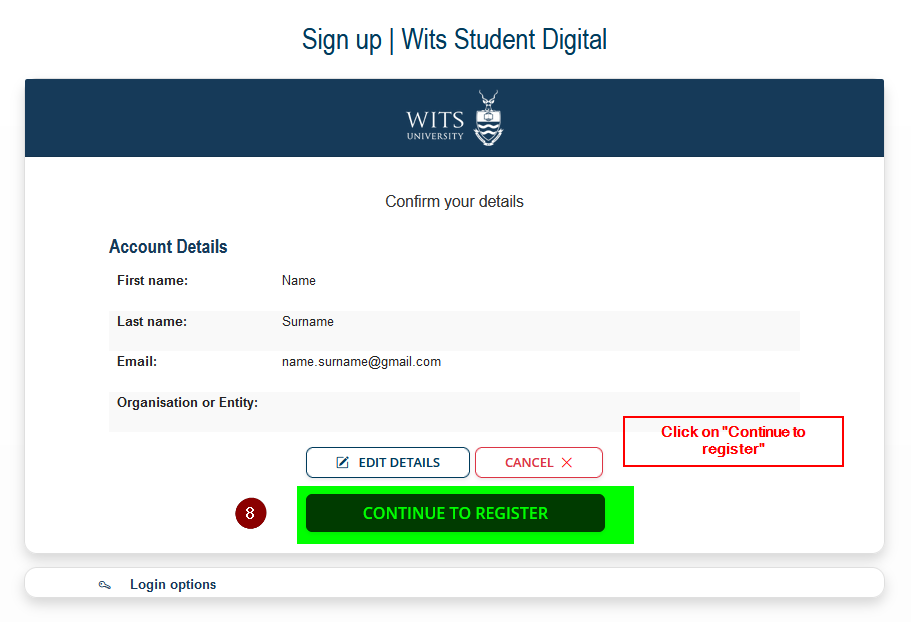 Sign up | Wits Student Digital
WITS
UNIVERSITY
Confirm your details
Account Details
First name: Name
Last name: Surname
Email: name.surname@gmail.com
Organisation or Entity:
Click on "Continue to
register"
EDIT DETAILS CANCEL
8 CONTINUE TO REGISTER
Login options